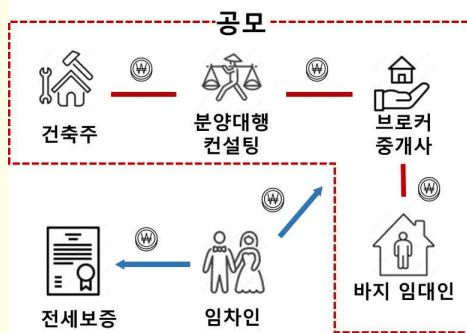 공모
건축주
분양대행
컨설팅
브로커
중개사
전세보증
임차인
바지 임대인